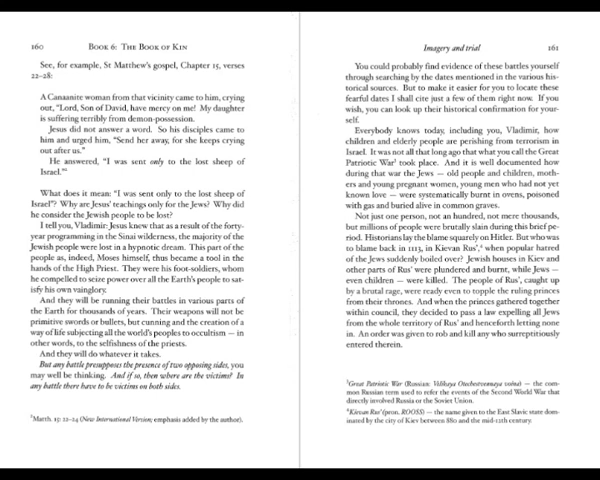 160 BOOK 6: THE BOOK OF KIN
See, for example, St Matthew's gospel, Chapter 15, verses
22–28:
A Canaanite woman from that vicinity came to him, crying
out, "Lord, Son of David, have mercy on me! My daughter
is suffering terribly from demon-possession.
Jesus did not answer a word. So his disciples came to
him and urged him, "Send her away, for she keeps crying
out after us."
He answered, "I was sent only to the lost sheep of
Israel."
What does it mean: "I was sent only to the lost sheep of
Israel"? Why are Jesus' teachings only for the Jews? Why did
he consider the Jewish people to be lost?
I tell you, Vladimir: Jesus knew that as a result of the forty-
year programming in the Sinai wilderness, the majority of the
Jewish people were lost in a hypnotic dream. This part of the
people as, indeed, Moses himself, thus became a tool in the
hands of the High Priest. They were his foot-soldiers, whom
he compelled to seize power over all the Earth's people to sat-
isfy his own vainglory.
And they will be running their battles in various parts of
the Earth for thousands of years. Their weapons will not be
primitive swords or bullets, but cunning and the creation of a
way of life subjecting all the world's peoples to occultism — in
other words, to the selfishness of the priests.
And they will do whatever it takes.
But any battle presupposes the presence of two opposing sides, you
may well be thinking. And if so, then where are the victims? In
any battle there have to be victims on both sides.
Matth. 15: 22–24 (New International Version; emphasis added by the author).
Imagery and trial 161
You could probably find evidence of these battles yourself
through searching by the dates mentioned in the various his-
torical sources. But to make it easier for you to locate these
fearful dates I shall cite just a few of them right now. If you
wish, you can look up their historical confirmation for your-
self.
Everybody knows today, including you, Vladimir, how
children and elderly people are perishing from terrorism in
Israel. It was not all that long ago that what you call the Great
Patriotic War³ took place. And it is well documented how
during that war the Jews — old people and children, moth-
ers and pregnant women, young men who had not yet
known love — were systematically burnt in ovens, poisoned
with gas and buried alive in common graves.
Not just one person, not an hundred, not mere thousands,
but millions of people were brutally slain during this brief pe-
riod. Historians lay the blame squarely on Hitler. But who was
to blame back in 1113, in Kievan Rus',⁴ when popular hatred
of the Jews suddenly boiled over? Jewish houses in Kiev and
other parts of Rus' were plundered and burnt, while Jews —
even children — were killed. The people of Rus', caught up
by a brutal rage, were ready even to topple the ruling princes
from their thrones. And when the princes gathered together
within council, they decided to pass a law expelling all Jews
from the whole territory of Rus' and henceforth letting none
in. An order was given to rob and kill any who surreptitiously
entered therein.
³Great Patriotic War (Russian: Velikaya Otechestvennaya voina) — the com-
mon Russian term used to refer the events of the Second World War that
directly involved Russia or the Soviet Union.
⁴Kievan Rus' (pron. ROOSS) — the name given to the East Slavic state dom-
inated by the city of Kiev between 880 and the mid-12th century.